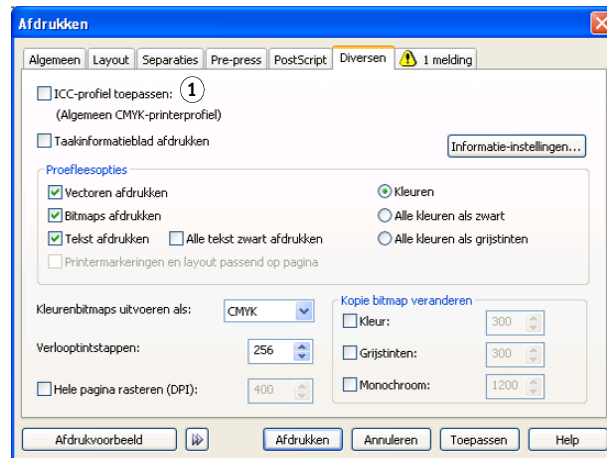 Afdrukken
Algemeen Layout Separaties Pre-press PostScript Diversen 1 melding
ICC-profiel toepassen: 1
(Algemeen CMYK-printerprofiel)
Taakinformatieblad afdrukken
Informatie-instellingen...
Proefleesopties
Vectoren afdrukken Kleuren
Bitmaps afdrukken Alle kleuren als zwart
Tekst afdrukken Alle tekst zwart afdrukken Alle kleuren als grijstinten
Printermarkeringen en layout passend op pagina
Kleurenbitmaps uitvoeren als: CMYK
Kopie bitmap veranderen
Kleur: 300
Verlooptintstappen: 256
Grijstinten: 300
Hele pagina rasteren (DPI): 400
Monochroom: 1200
Afdrukvoorbeeld Afdrukken Annuleren Toepassen Help